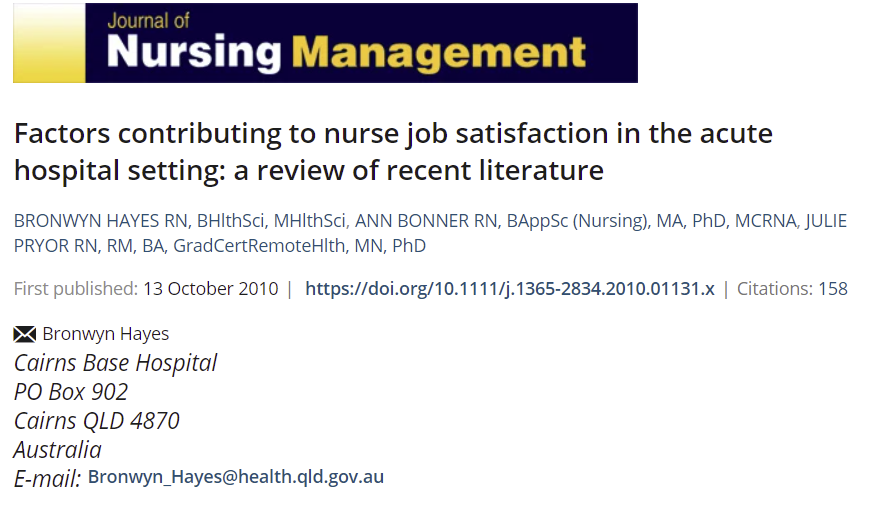 Journal of
Nursing Management
Factors contributing to nurse job satisfaction in the acute
hospital setting: a review of recent literature
BRONWYN HAYES RN, BHlthSci, MHlthSci, ANN BONNER RN, BAppSc (Nursing), MA, PhD, MCRNA, JULIE
PRYOR RN, RM, BA, GradCertRemoteHlth, MN, PhD
First published: 13 October 2010 | https://doi.org/10.1111/j.1365-2834.2010.01131.x | Citations: 158
Bronwyn Hayes
Cairns Base Hospital
PO Box 902
Cairns QLD 4870
Australia
E-mail: Bronwyn_Hayes@health.qld.gov.au